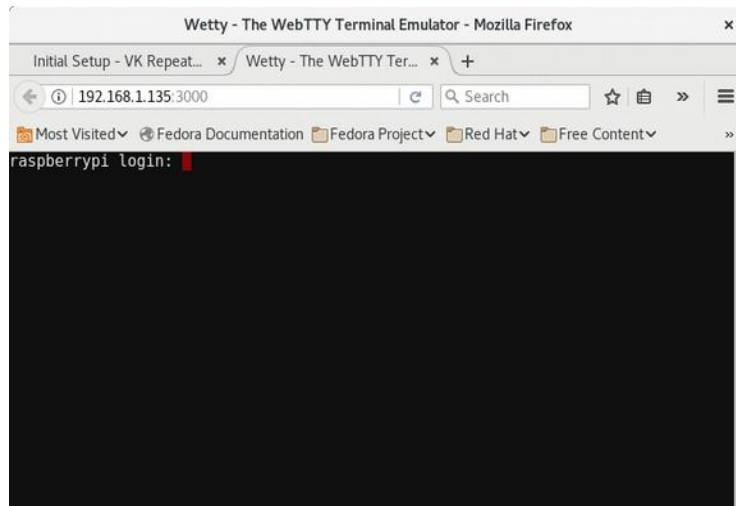 Wetty - The WebTTY Terminal Emulator - Mozilla Firefox
Initial Setup - VK Repeat... Wetty - The WebTTY Ter...
192.168.1.135:3000 Search
Most Visited Fedora Documentation Fedora Project Red Hat Free Content
raspberrypi login: